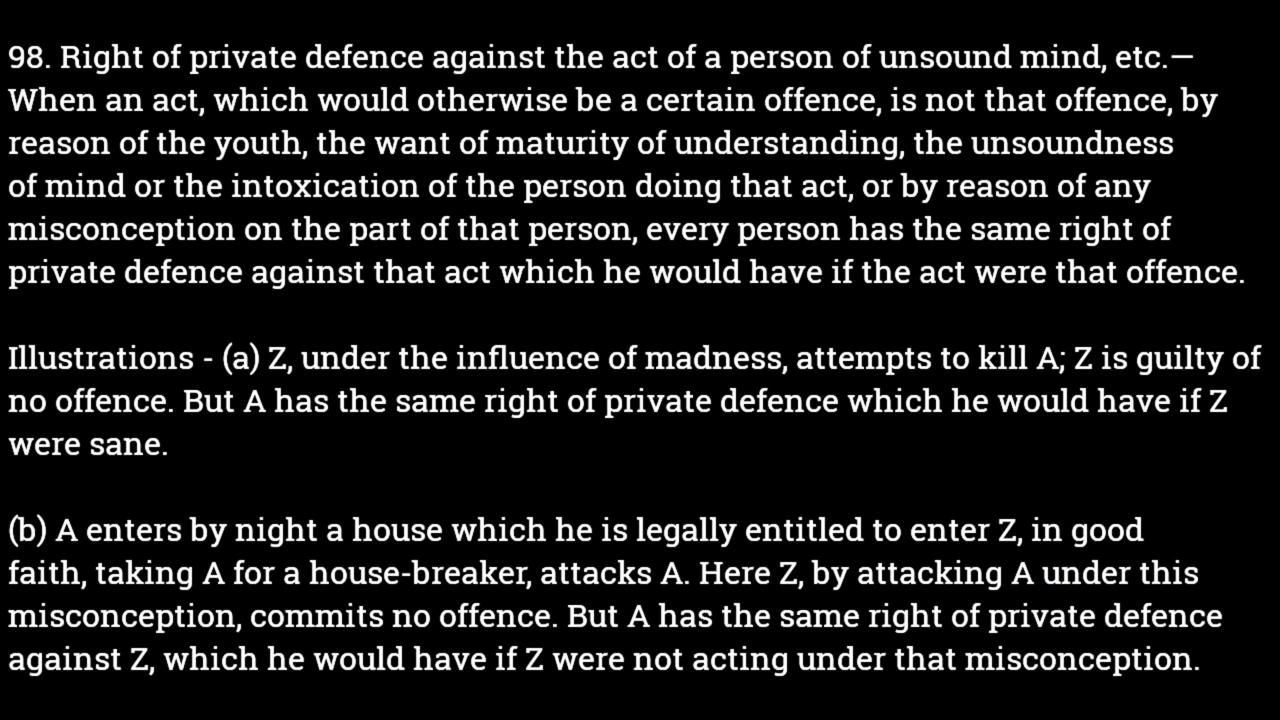 98. Right of private defence against the act of a person of unsound mind, etc.—
When an act, which would otherwise be a certain offence, is not that offence, by
reason of the youth, the want of maturity of understanding, the unsoundness
of mind or the intoxication of the person doing that act, or by reason of any
misconception on the part of that person, every person has the same right of
private defence against that act which he would have if the act were that offence.
Illustrations - (a) Z, under the influence of madness, attempts to kill A; Z is guilty of
no offence. But A has the same right of private defence which he would have if Z
were sane.
(b) A enters by night a house which he is legally entitled to enter Z, in good
faith, taking A for a house-breaker, attacks A. Here Z, by attacking A under this
misconception, commits no offence. But A has the same right of private defence
against Z, which he would have if Z were not acting under that misconception.